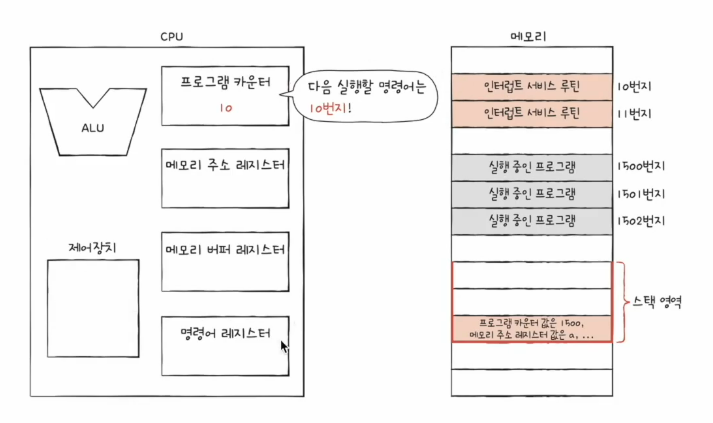 CPU
메모리
프로그램 카운터
10
다음 실행할 명령어는
10번지!
ALU
메모리 주소 레지스터
메모리 버퍼 레지스터
제어장치
명령어 레지스터
인터럽트 서비스 루틴
10번지
인터럽트 서비스 루틴
11번지
실행 중인 프로그램
1500번지
실행 중인 프로그램
1501번지
실행 중인 프로그램
1502번지
스택 영역
프로그램 카운터 값은 1500,
메모리 주소 레지스터 값은 a, ...